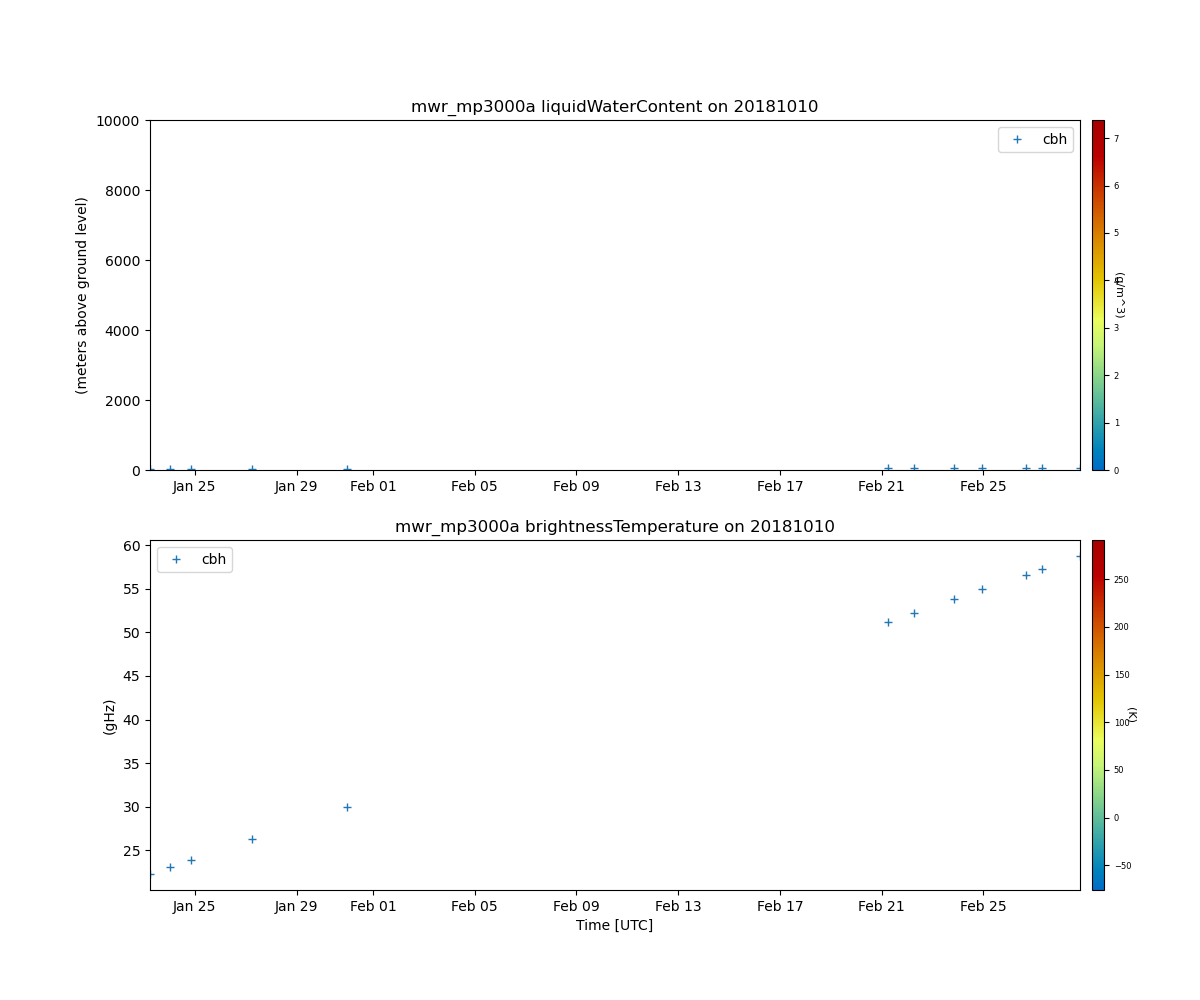 mwr_mp3000a liquidWaterContent on 20181010
10000
8000
6000
4000
2000
0
(meters above ground level)
cbh
7
6
5
4
3
2
1
0
(g/m^3)
Jan 25 Jan 29 Feb 01 Feb 05 Feb 09 Feb 13 Feb 17 Feb 21 Feb 25
mwr_mp3000a brightnessTemperature on 20181010
60
55
50
45
40
35
30
25
(gHz)
cbh
250
200
150
100
50
0
−50
(K)
Jan 25 Jan 29 Feb 01 Feb 05 Feb 09 Feb 13 Feb 17 Feb 21 Feb 25
Time [UTC]